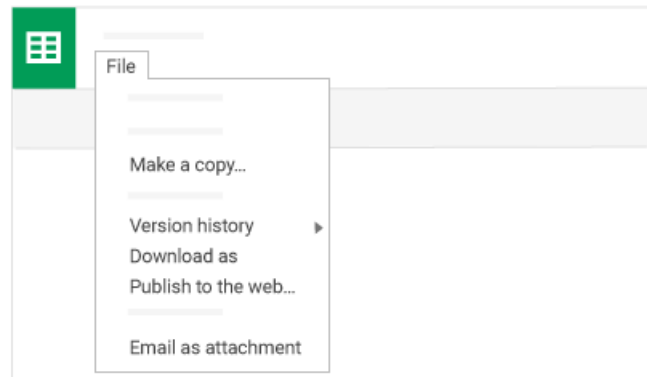 File
Make a copy...
Version history
Download as
Publish to the web...
Email as attachment